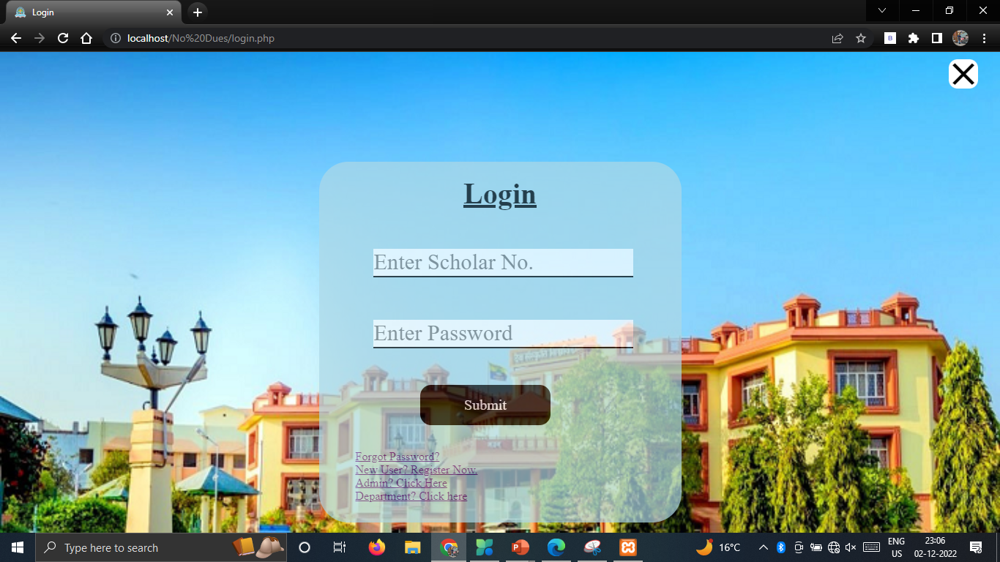 Login
localhost/No%20Dues/login.php
B
Login
Enter Scholar No.
Enter Password
Submit
Forgot Password?
New User? Register Now.
Admin? Click Here
Department? Click here
Type here to search
P
16°C
ENG
US
23:06
02-12-2022